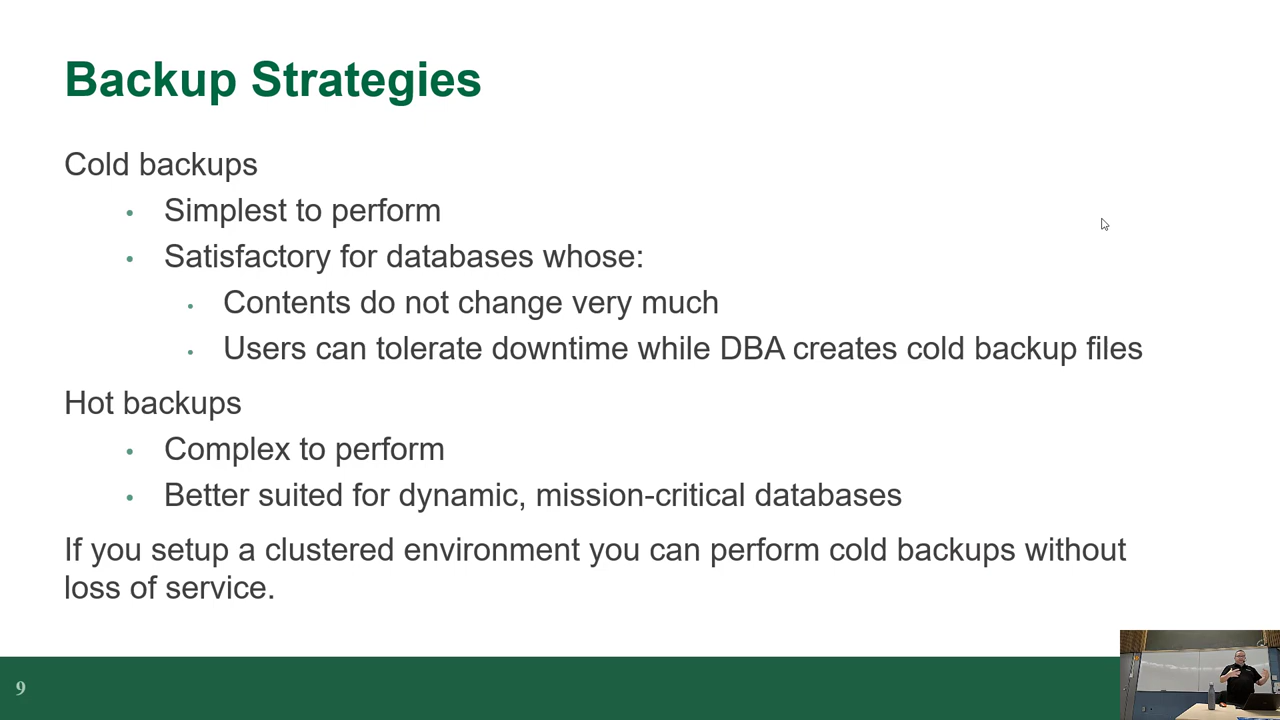 Backup Strategies
Cold backups
• Simplest to perform
• Satisfactory for databases whose:
• Contents do not change very much
• Users can tolerate downtime while DBA creates cold backup files
Hot backups
• Complex to perform
• Better suited for dynamic, mission-critical databases
If you setup a clustered environment you can perform cold backups without
loss of service.
9